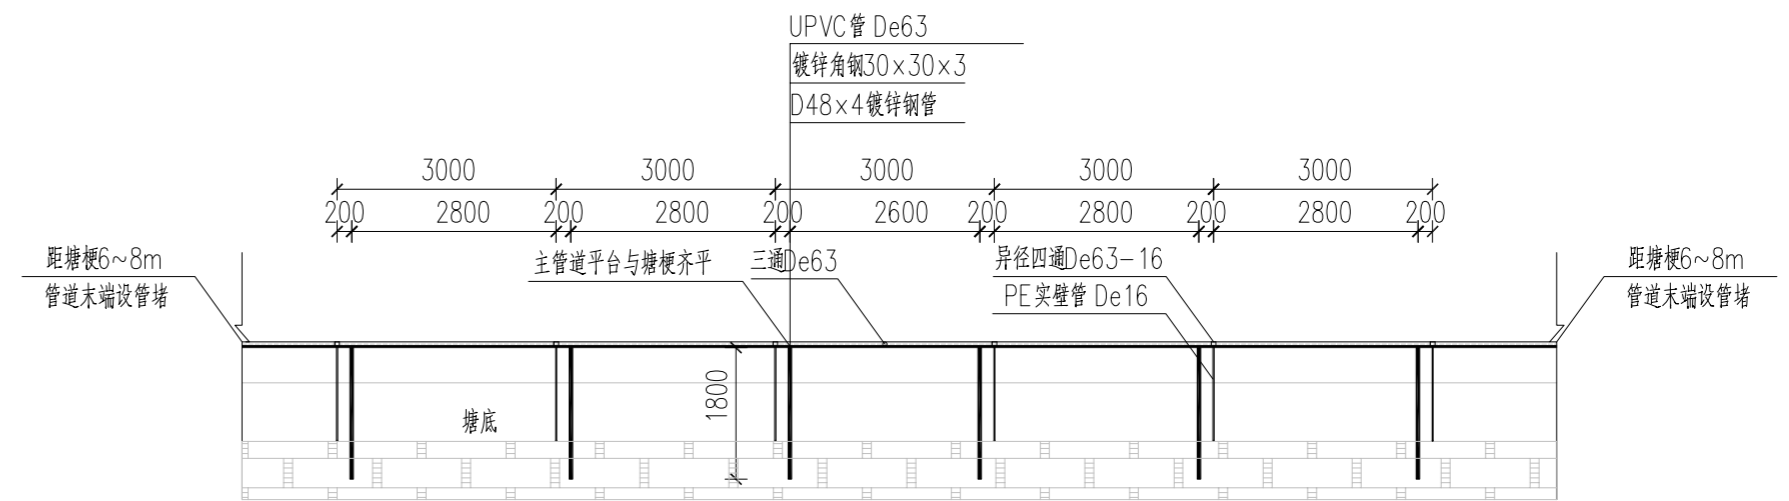 UPVC管 De63
镀锌角钢30×30×3
D48×4镀锌钢管
3000 3000 3000 3000 3000
200 2800 200 2800 200 2600 200 2800 200 2800 200
距塘梗6~8m
管道末端设管堵
主管道平台与塘梗齐平
三通De63
异径四通De63-16
PE实壁管 De16
距塘梗6~8m
管道末端设管堵
1800
塘底